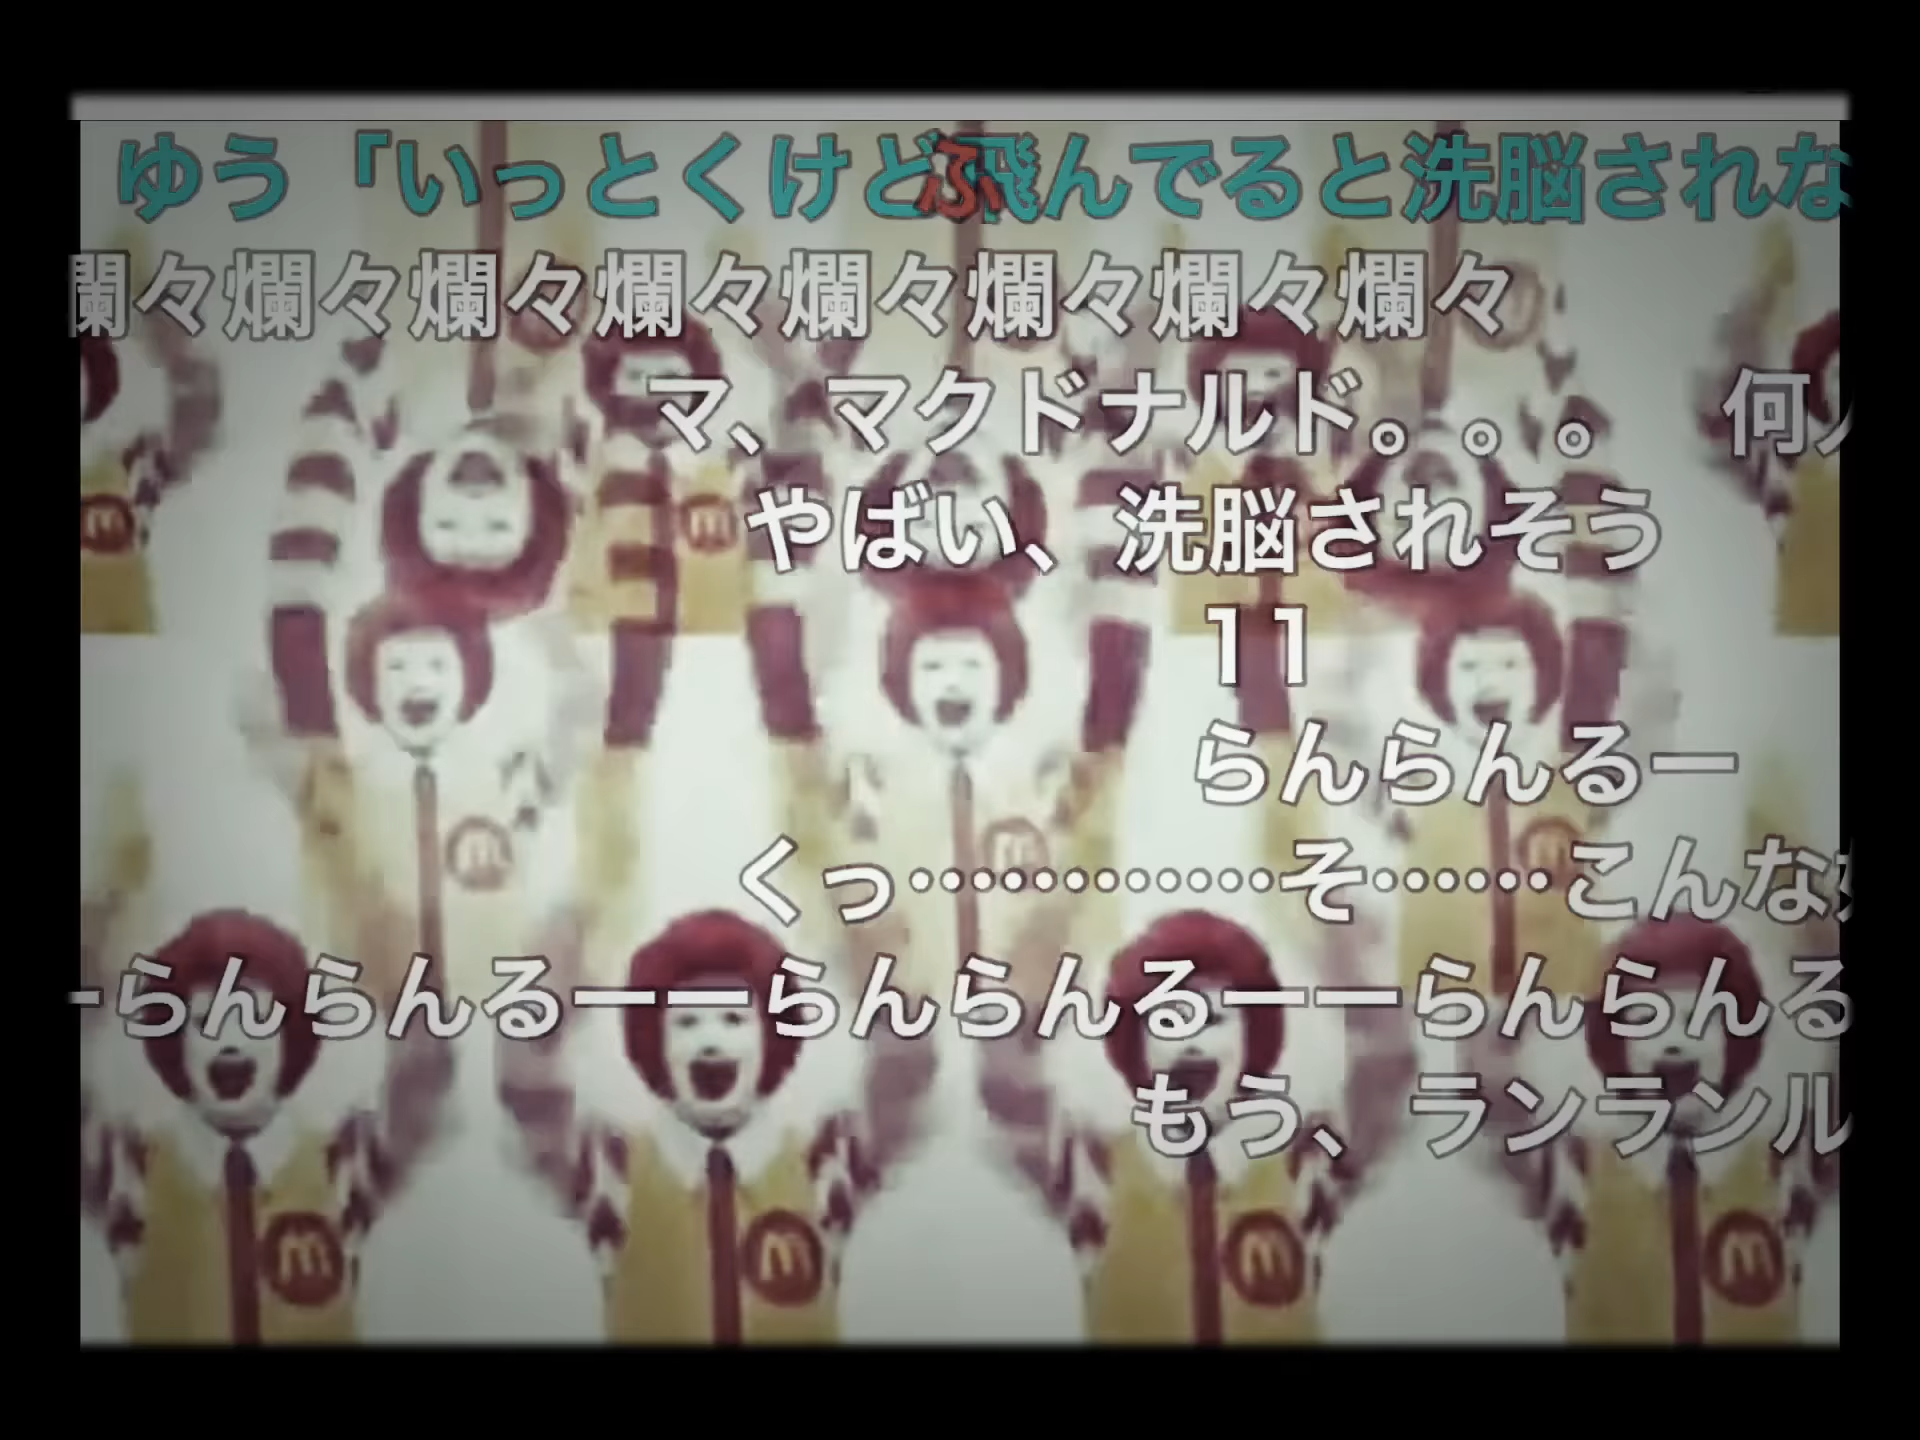 ゆう「いっとくけど飛んでると洗脳されな
ふ
爛々爛々爛々爛々爛々爛々爛々爛々
マ、マクドナルド。。。
何
やばい、洗脳されそう
11
らんらんるー
くっ…………そ……こんな
ーらんらんるーーらんらんるーーらんらんる
もう、ランランル